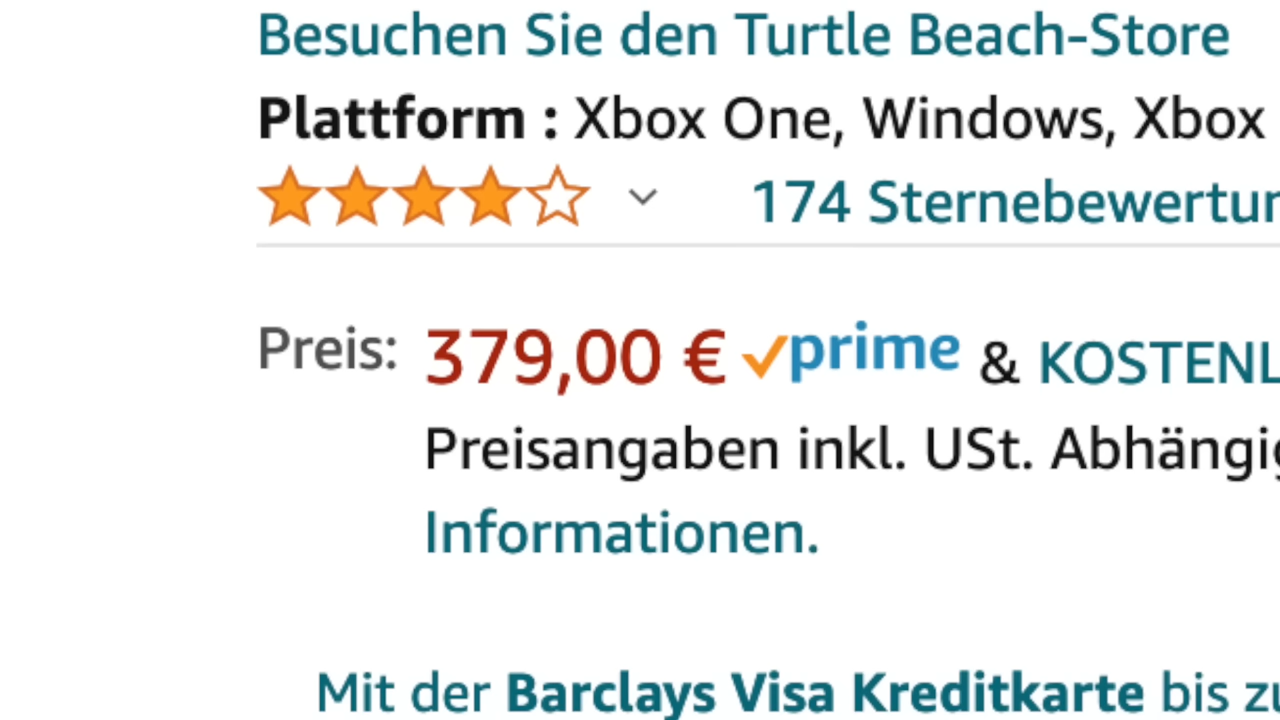 Besuchen Sie den Turtle Beach-Store
Plattform : Xbox One, Windows, Xbox
174 Sternebewertur
Preis: 379,00 € prime & KOSTENL
Preisangaben inkl. USt. Abhängig
Informationen.
Mit der Barclays Visa Kreditkarte bis zu